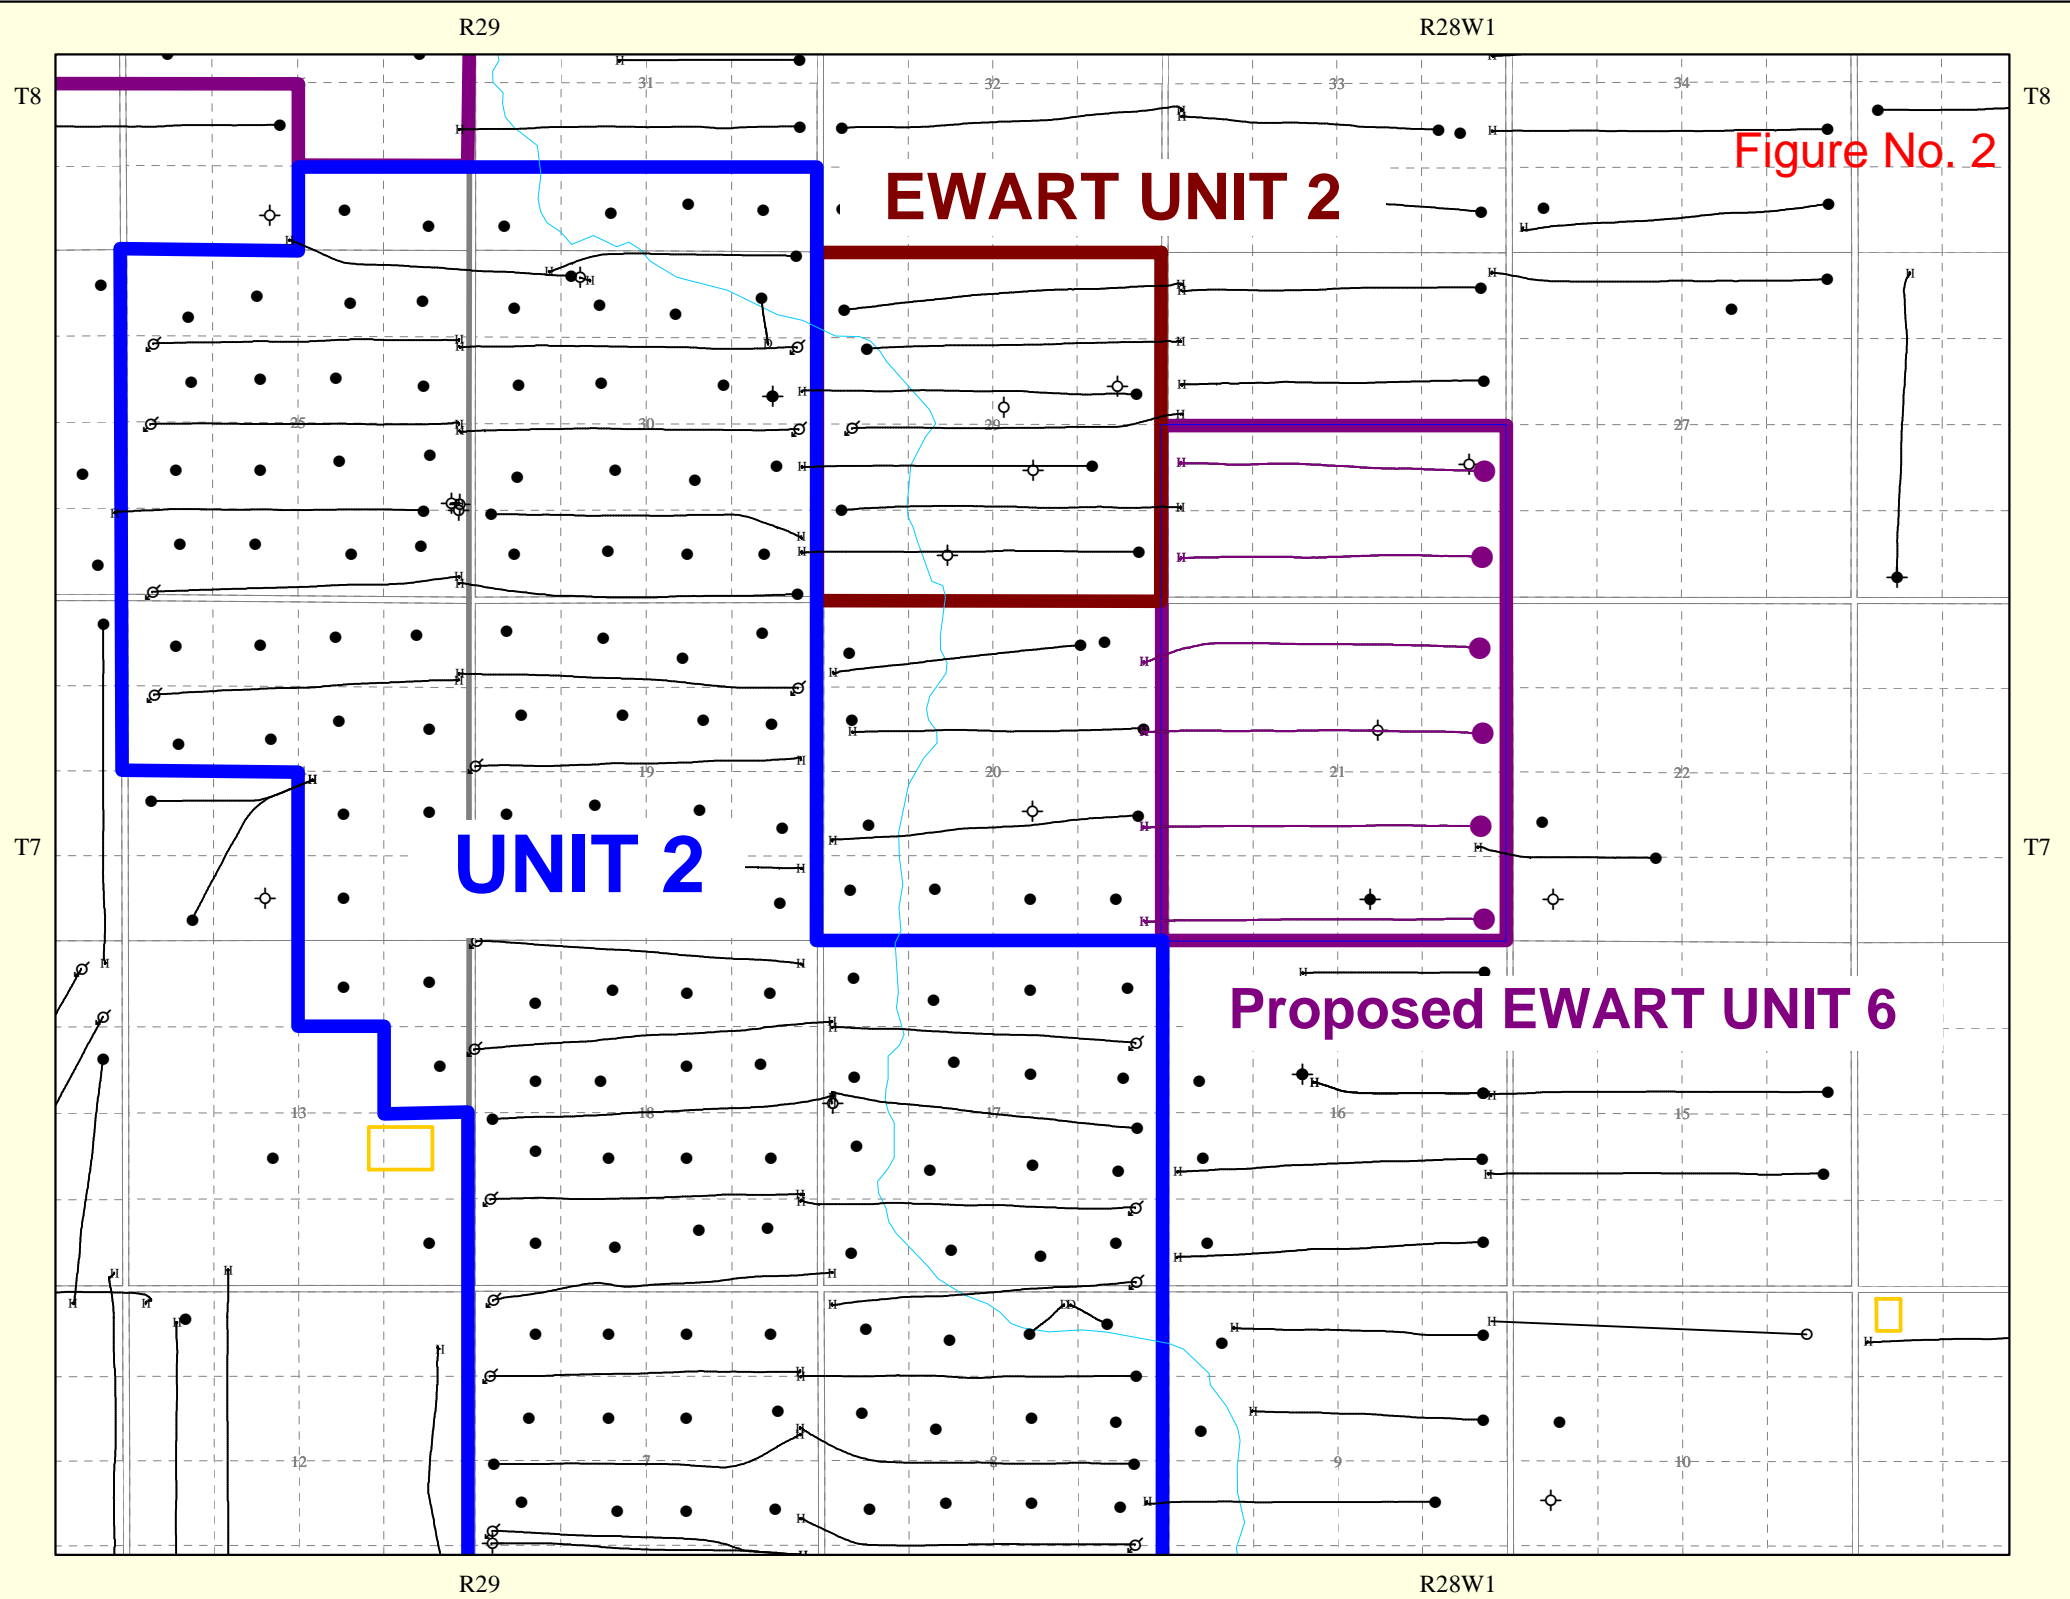 R29 R28W1
31 32 33 34
T8 T8
Figure No. 2
EWART UNIT 2
25 30 29 27
19 20 21 22
T7 T7
UNIT 2
Proposed EWART UNIT 6
13 18 17 16 15
12 7 8 9 10
R29 R28W1